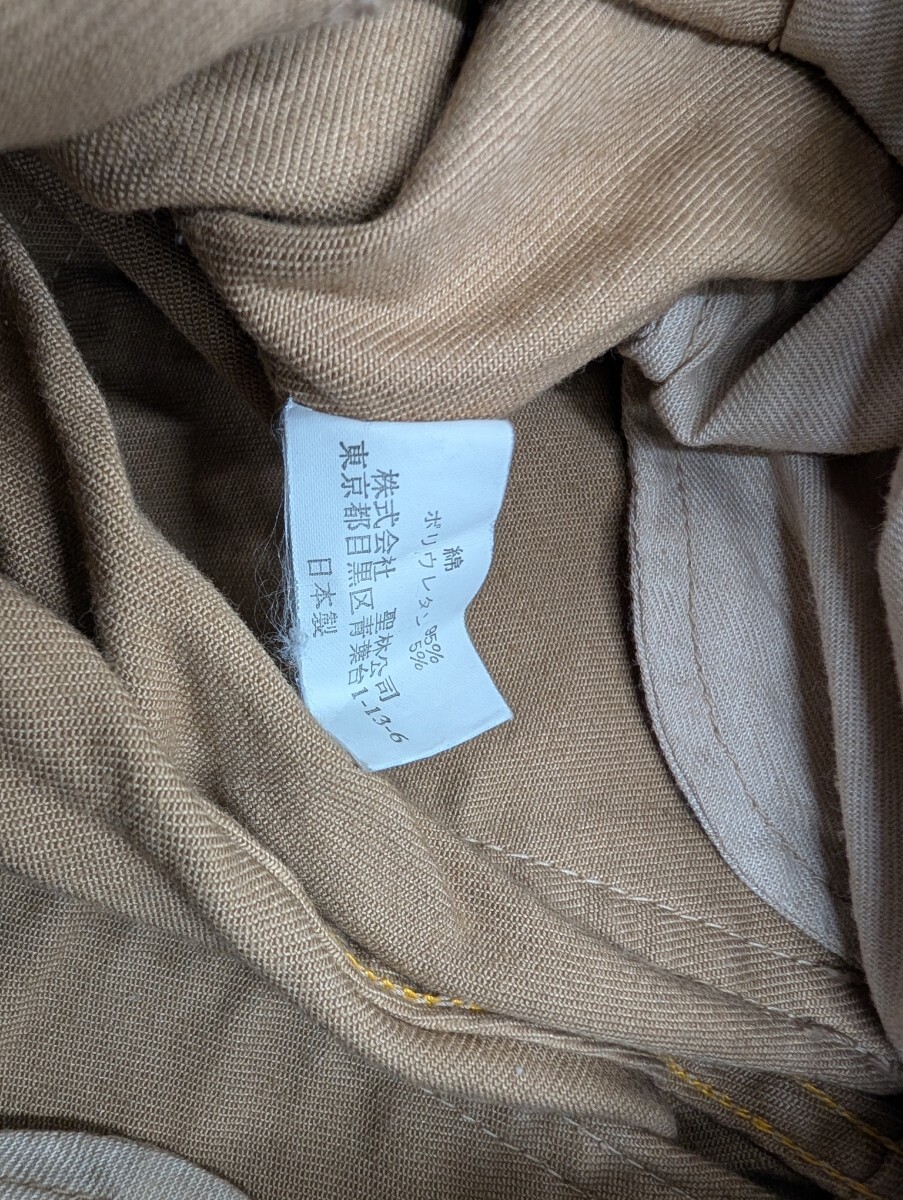 綿 95%
ポリウレタン 5%
株式会社 聖林公司
東京都目黒区青葉台1-13-6
日本製